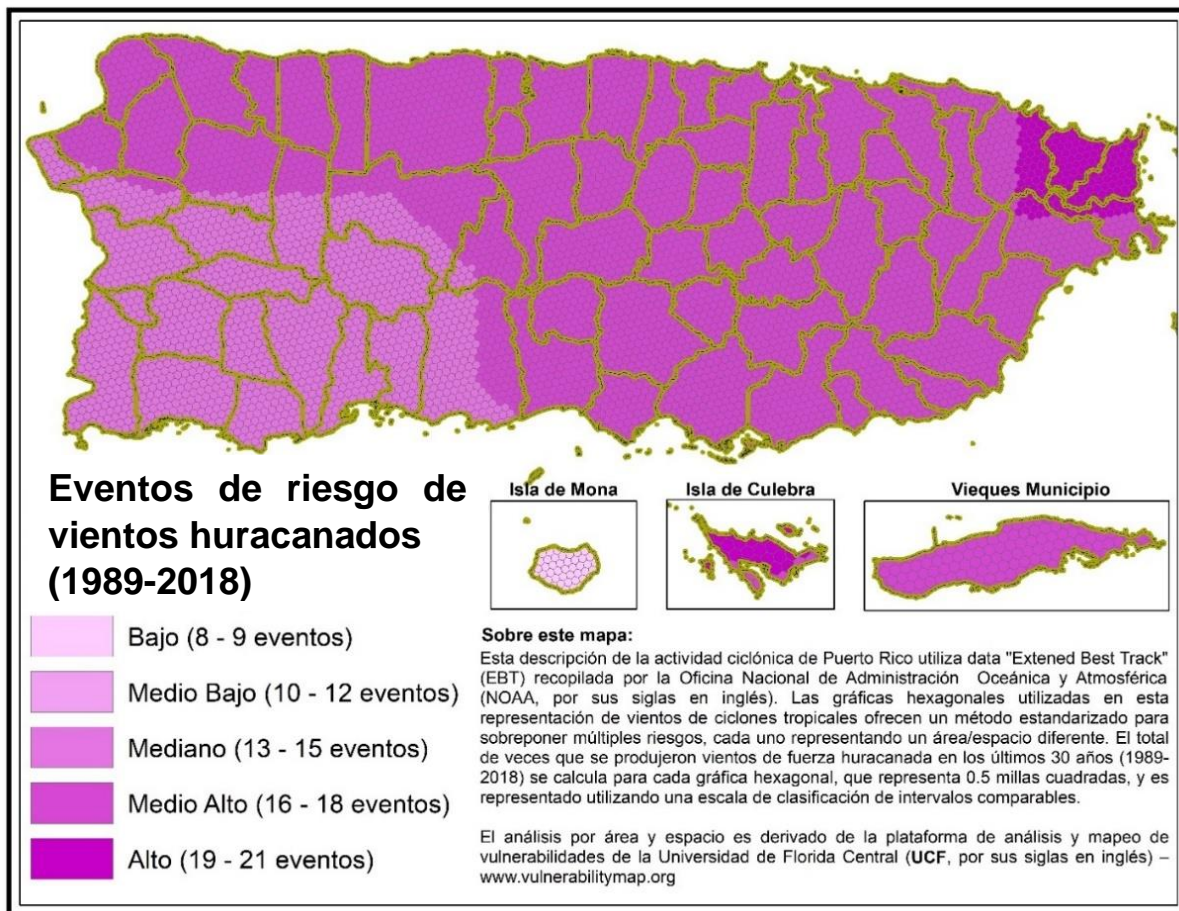 Eventos de riesgo de
vientos huracanados
(1989-2018)
Bajo (8 - 9 eventos)
Medio Bajo (10 - 12 eventos)
Mediano (13 - 15 eventos)
Medio Alto (16 - 18 eventos)
Alto (19 - 21 eventos)
Isla de Mona
Isla de Culebra
Vieques Municipio
Sobre este mapa:
Esta descripción de la actividad ciclónica de Puerto Rico utiliza data "Extened Best Track"
(EBT) recopilada por la Oficina Nacional de Administración Oceánica y Atmosférica
(NOAA, por sus siglas en inglés). Las gráficas hexagonales utilizadas en esta
representación de vientos de ciclones tropicales ofrecen un método estandarizado para
sobreponer múltiples riesgos, cada uno representando un área/espacio diferente. El total
de veces que se produjeron vientos de fuerza huracanada en los últimos 30 años (1989-
2018) se calcula para cada gráfica hexagonal, que representa 0.5 millas cuadradas, y es
representado utilizando una escala de clasificación de intervalos comparables.
El análisis por área y espacio es derivado de la plataforma de análisis y mapeo de
vulnerabilidades de la Universidad de Florida Central (UCF, por sus siglas en inglés) –
www.vulnerabilitymap.org